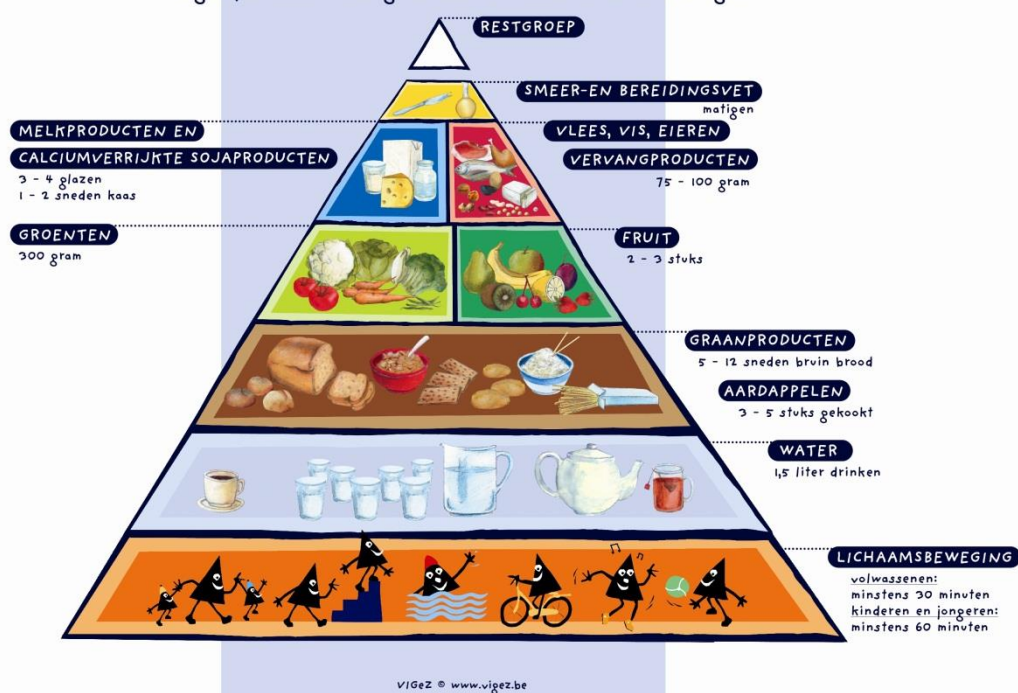 RESTGROEP
SMEER-EN BEREIDINGSVET
matigen
MELKPRODUCTEN EN
CALCIUMVERRIJKTE SOJAPRODUCTEN
3 - 4 glazen
1 - 2 sneden kaas
VLEES, VIS, EIEREN
VERVANGPRODUCTEN
75 - 100 gram
GROENTEN
300 gram
FRUIT
2 - 3 stuks
GRAANPRODUCTEN
5 - 12 sneden bruin brood
AARDAPPELEN
3 - 5 stuks gekookt
WATER
1,5 liter drinken
LICHAAMSBEWEGING
volwassenen:
minstens 30 minuten
kinderen en jongeren:
minstens 60 minuten
VIGeZ © www.vigez.be